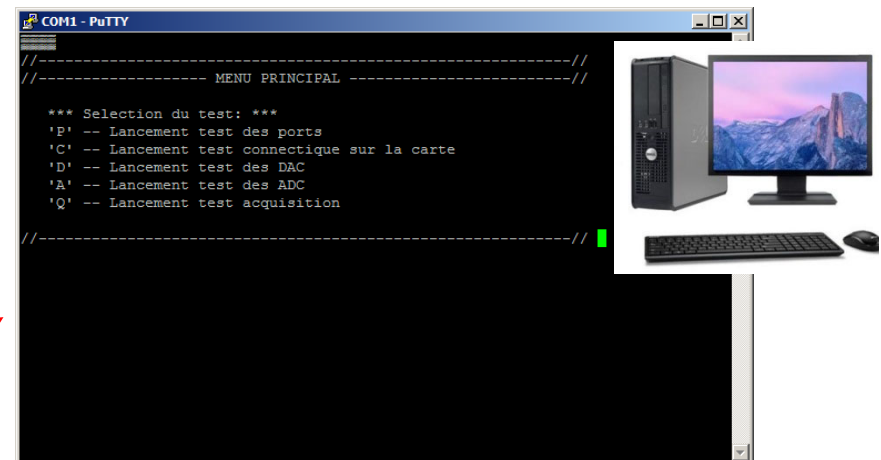 COM1 - PuTTY
//------------------------------------------------------------//
//------------------- MENU PRINCIPAL -------------------------//
*** Selection du test: ***
'P' -- Lancement test des ports
'C' -- Lancement test connectique sur la carte
'D' -- Lancement test des DAC
'A' -- Lancement test des ADC
'Q' -- Lancement test acquisition
//------------------------------------------------------------//